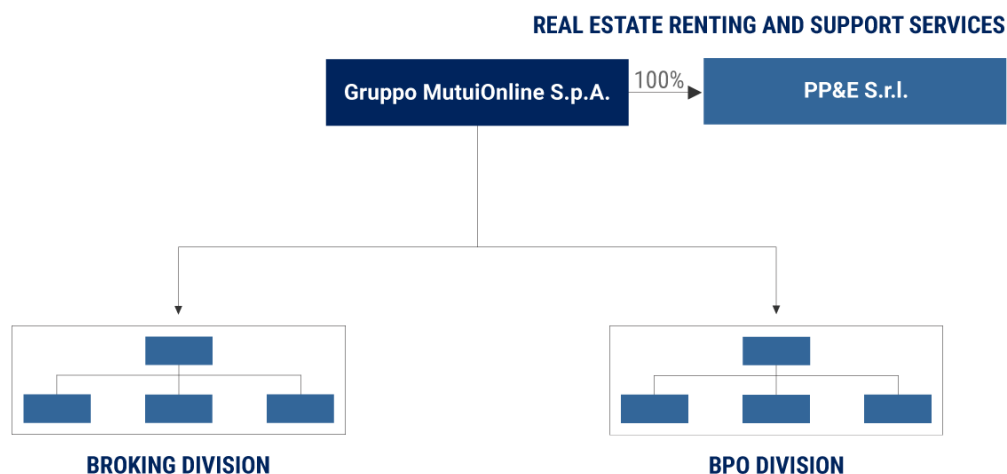 REAL ESTATE RENTING AND SUPPORT SERVICES
Gruppo MutuiOnline S.p.A.
100%
PP&E S.r.l.
BROKING DIVISION
BPO DIVISION